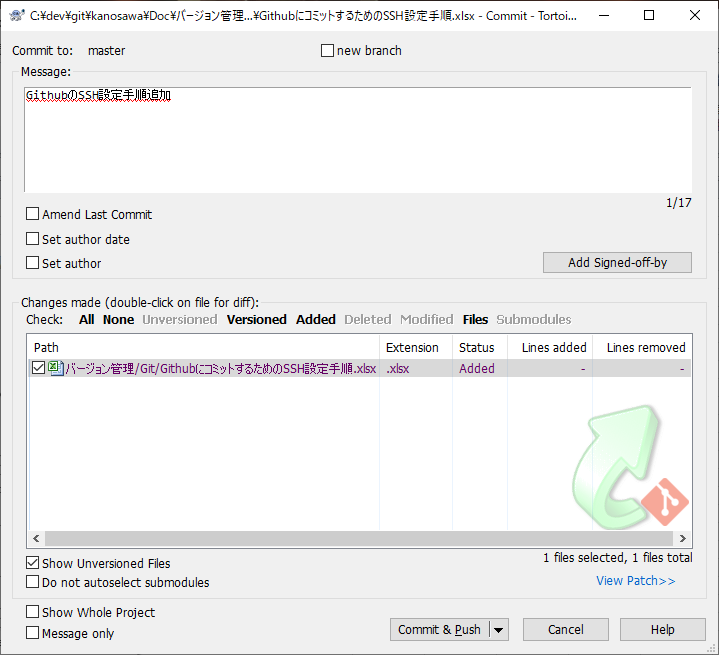 C:¥dev¥git¥kanosawa¥Doc¥バージョン管理...¥GithubにコミットするためのSSH設定手順.xlsx - Commit - Tortoi...
Commit to: master new branch
Message:
GithubのSSH設定手順追加
1/17
Amend Last Commit
Set author date
Set author
Add Signed-off-by
Changes made (double-click on file for diff):
Check: All None Unversioned Versioned Added Deleted Modified Files Submodules
Path Extension Status Lines added Lines removed
バージョン管理/Git/GithubにコミットするためのSSH設定手順.xlsx .xlsx Added - -
1 files selected, 1 files total
Show Unversioned Files
Do not autoselect submodules
View Patch>>
Show Whole Project
Message only
Commit & Push Cancel Help